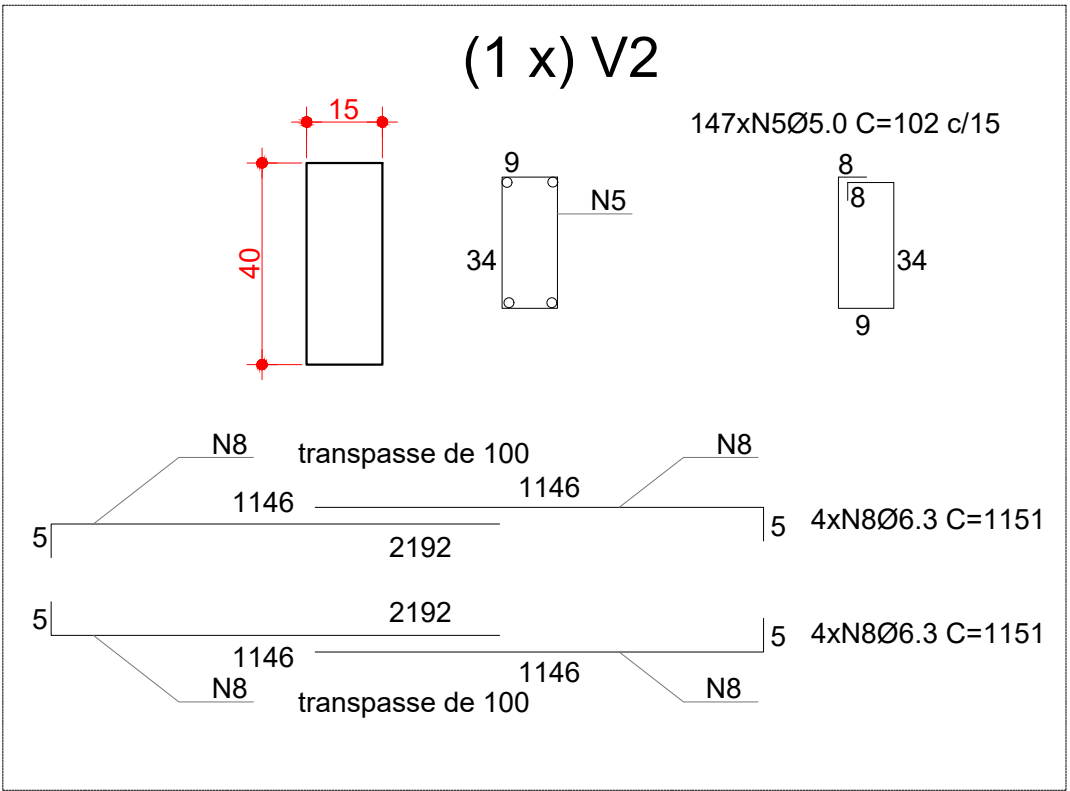 (1 x) V2
15
147xN5Ø5.0 C=102 c/15
40
9
N5
34
8
8
34
9
N8
transpasse de 100
N8
1146
1146
5
2192
5
4xN8Ø6.3 C=1151
5
2192
5
4xN8Ø6.3 C=1151
1146
1146
N8
transpasse de 100
N8